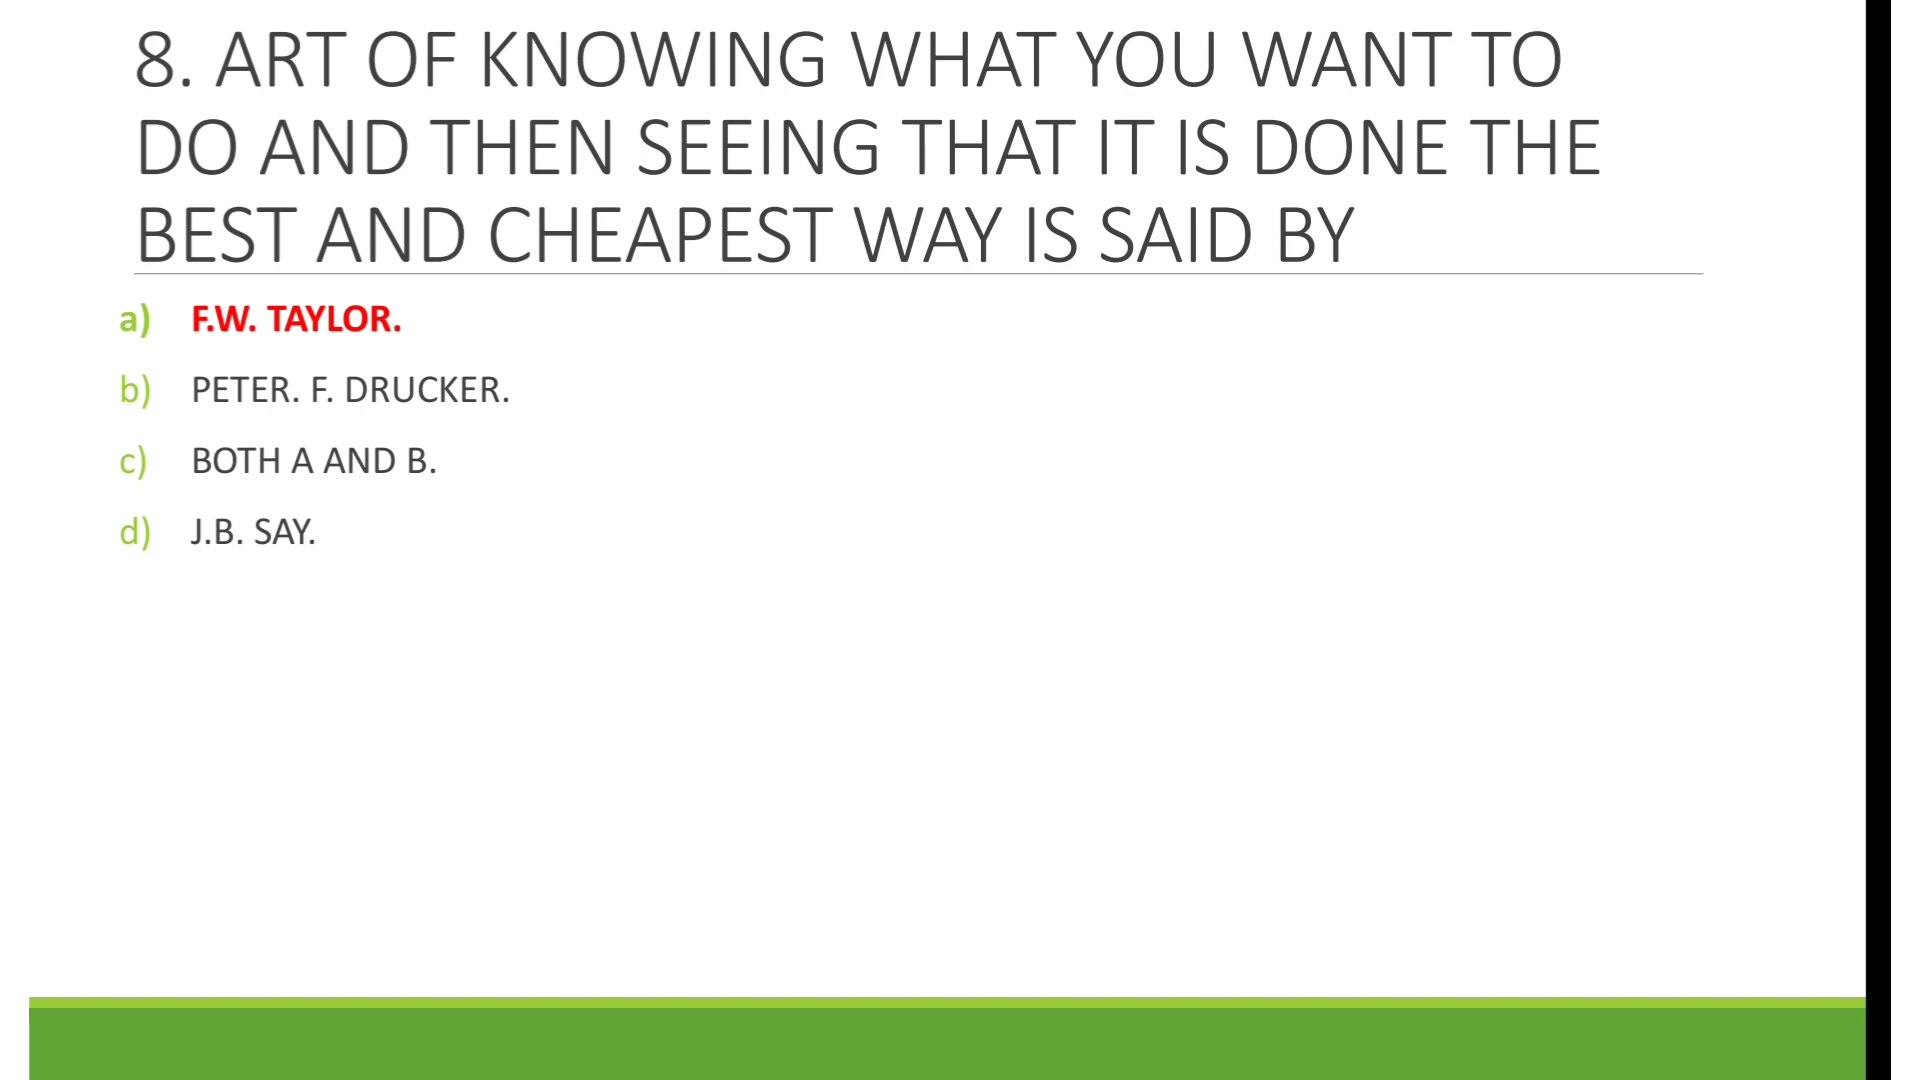 8. ART OF KNOWING WHAT YOU WANT TO
DO AND THEN SEEING THAT IT IS DONE THE
BEST AND CHEAPEST WAY IS SAID BY
a) F.W. TAYLOR.
b) PETER. F. DRUCKER.
c) BOTH A AND B.
d) J.B. SAY.